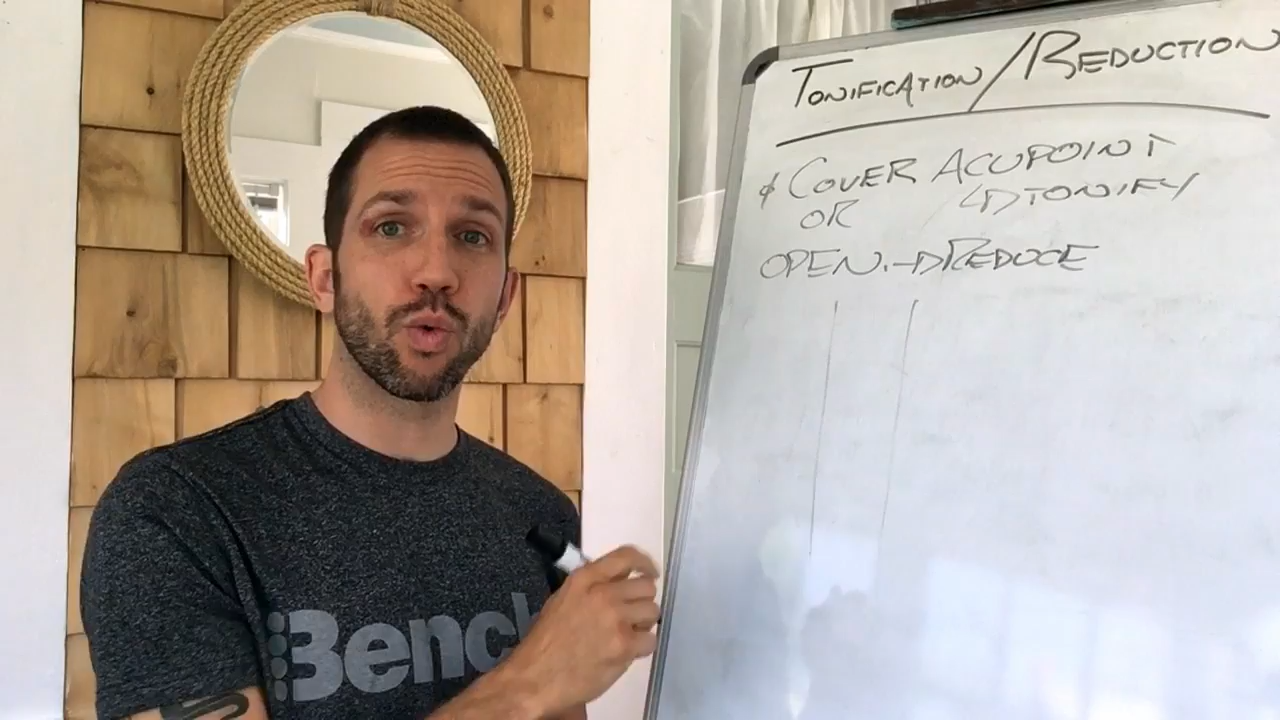 TONIFICATION/REDUCTION
¢ COVER ACUPOINT
OR ↳TONIFY
OPEN.→REDUCE
Bench